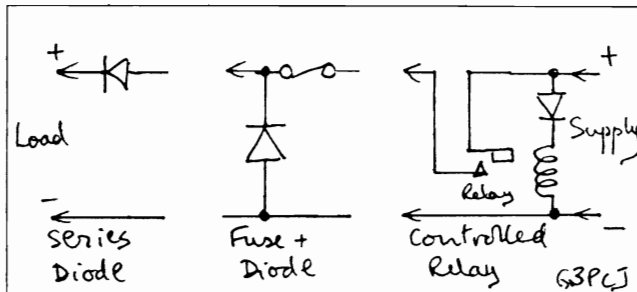 +
+
Load
Supply
Relay
-
-
Series
Diode
Fuse +
Diode
Controlled
Relay
G3PCJ